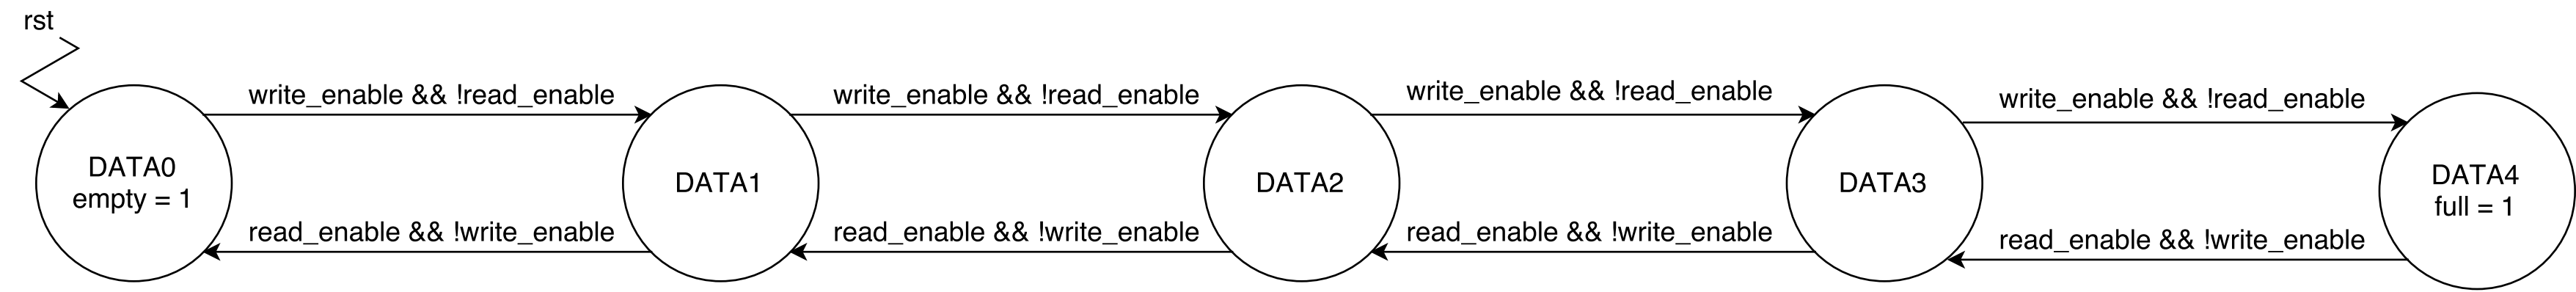 rst
write_enable && !read_enable
write_enable && !read_enable
write_enable && !read_enable
write_enable && !read_enable
DATA0
empty = 1
DATA1
DATA2
DATA3
DATA4
full = 1
read_enable && !write_enable
read_enable && !write_enable
read_enable && !write_enable
read_enable && !write_enable